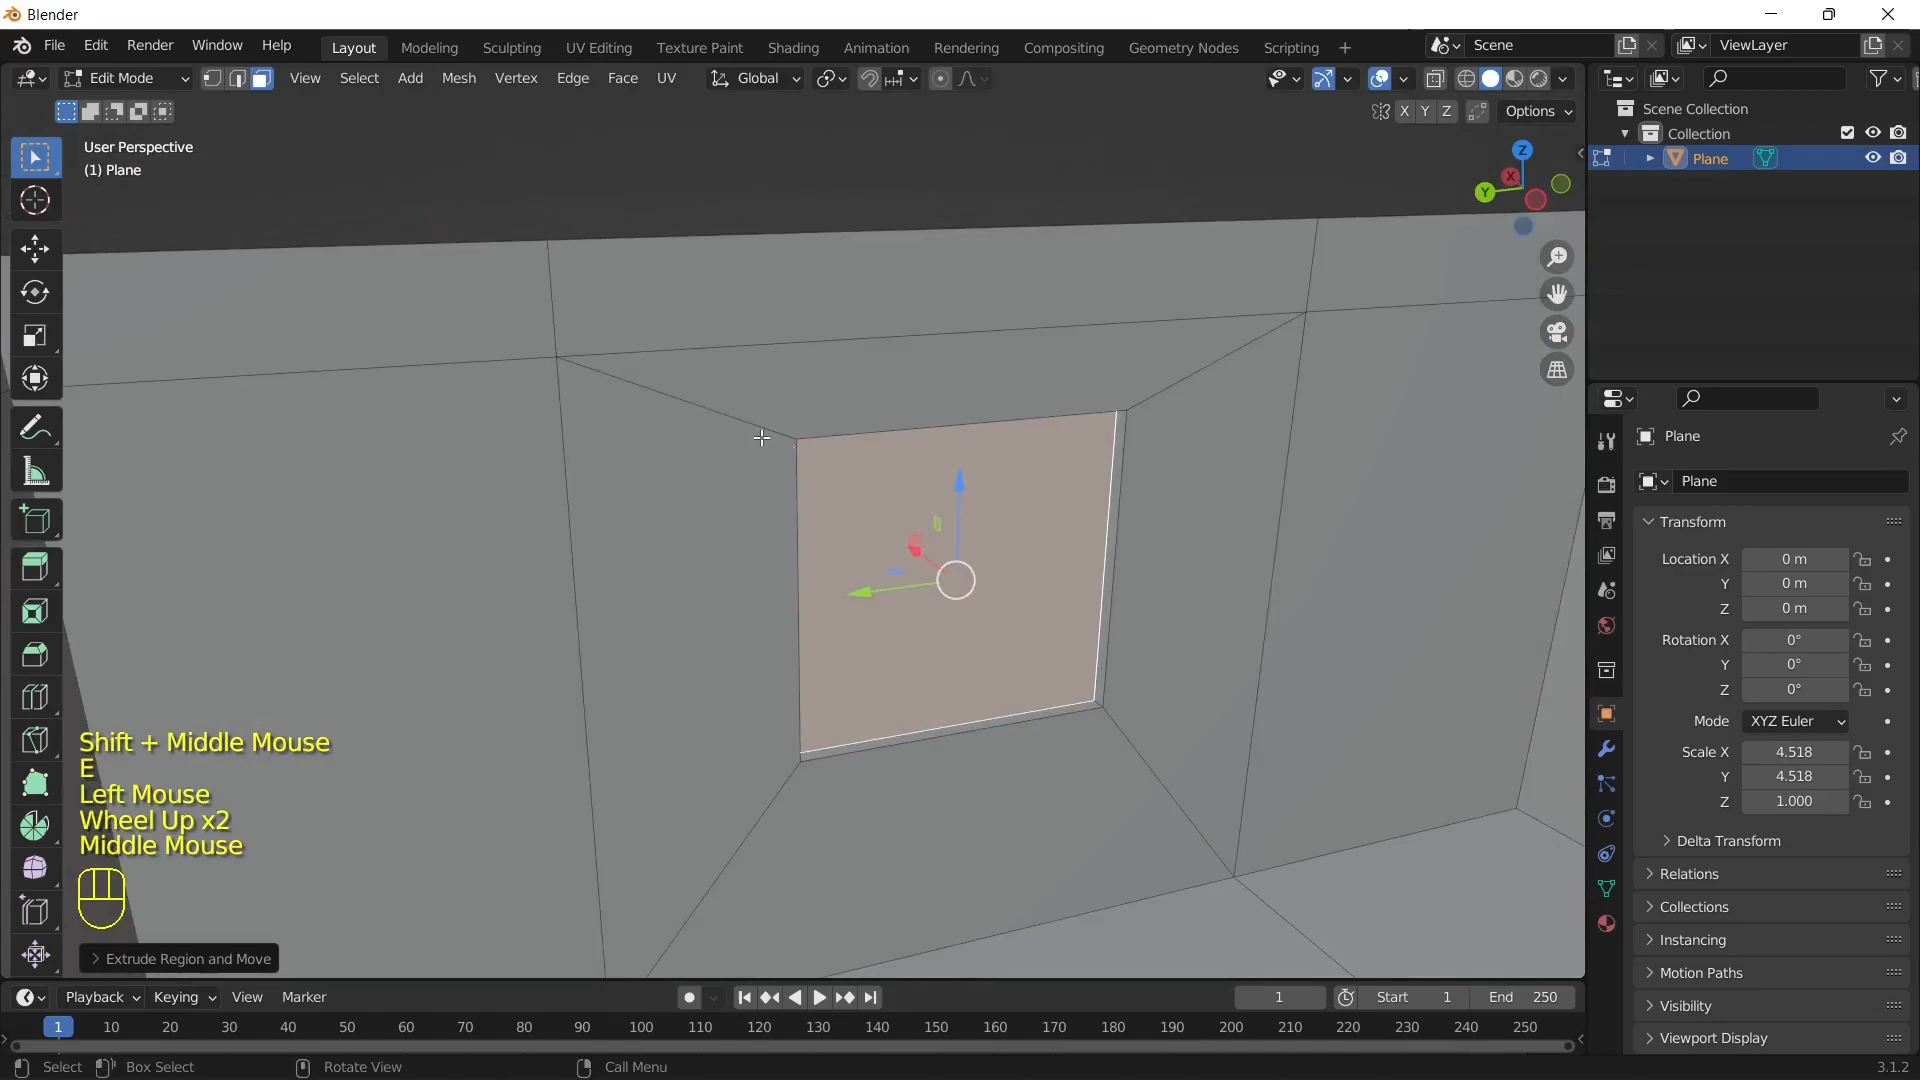 Blender
File Edit Render Window Help
Layout Modeling Sculpting UV Editing Texture Paint Shading Animation Rendering Compositing Geometry Nodes Scripting +
Scene
ViewLayer
Edit Mode View Select Add Mesh Vertex Edge Face UV Global
X Y Z Options
User Perspective
(1) Plane
Z
X
Y
Scene Collection
Collection
Plane
Plane
Plane
Transform
Location X 0 m
Y 0 m
Z 0 m
Rotation X 0°
Y 0°
Z 0°
Mode XYZ Euler
Scale X 4.518
Y 4.518
Z 1.000
Delta Transform
Relations
Collections
Instancing
Motion Paths
Visibility
Viewport Display
Shift + Middle Mouse
E
Left Mouse
Wheel Up x2
Middle Mouse
Extrude Region and Move
Playback Keying View Marker
1 Start 1 End 250
1 10 20 30 40 50 60 70 80 90 100 110 120 130 140 150 160 170 180 190 200 210 220 230 240 250
Select Box Select Rotate View Call Menu
3.1.2